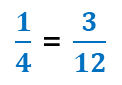 1/4 = 3/12